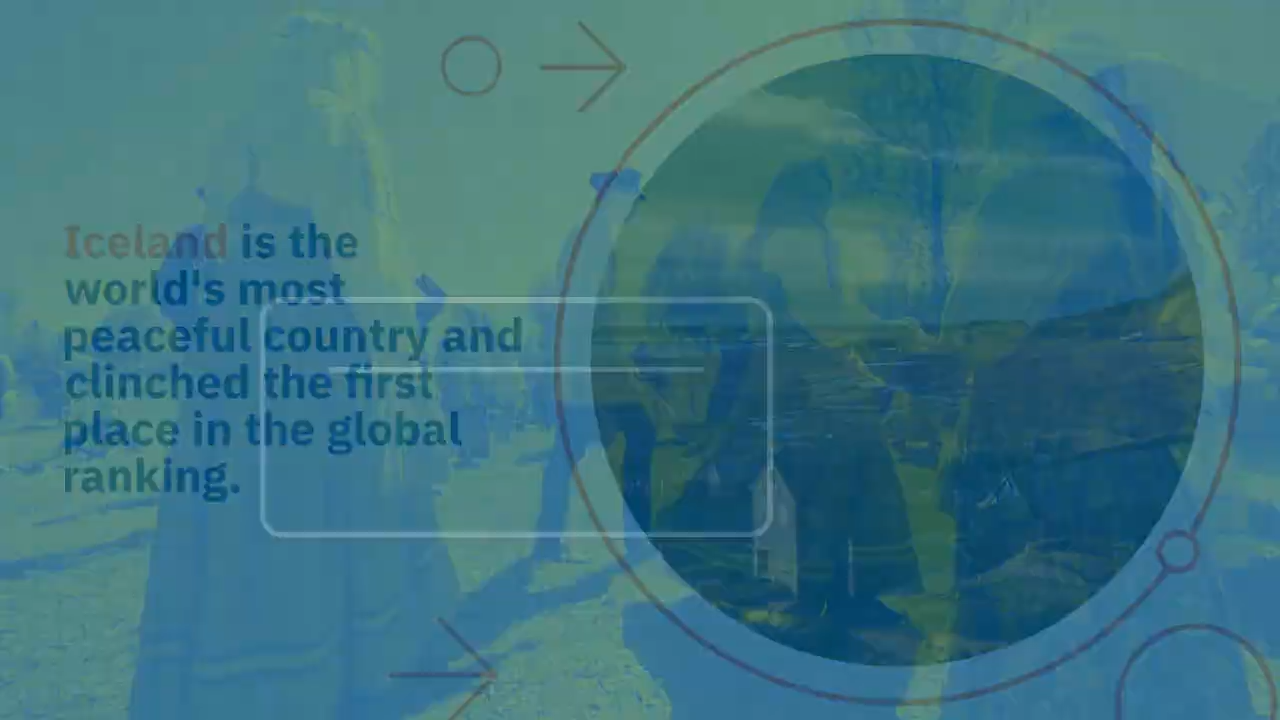 Iceland is the
world's most
peaceful country and
clinched the first
place in the global
ranking.